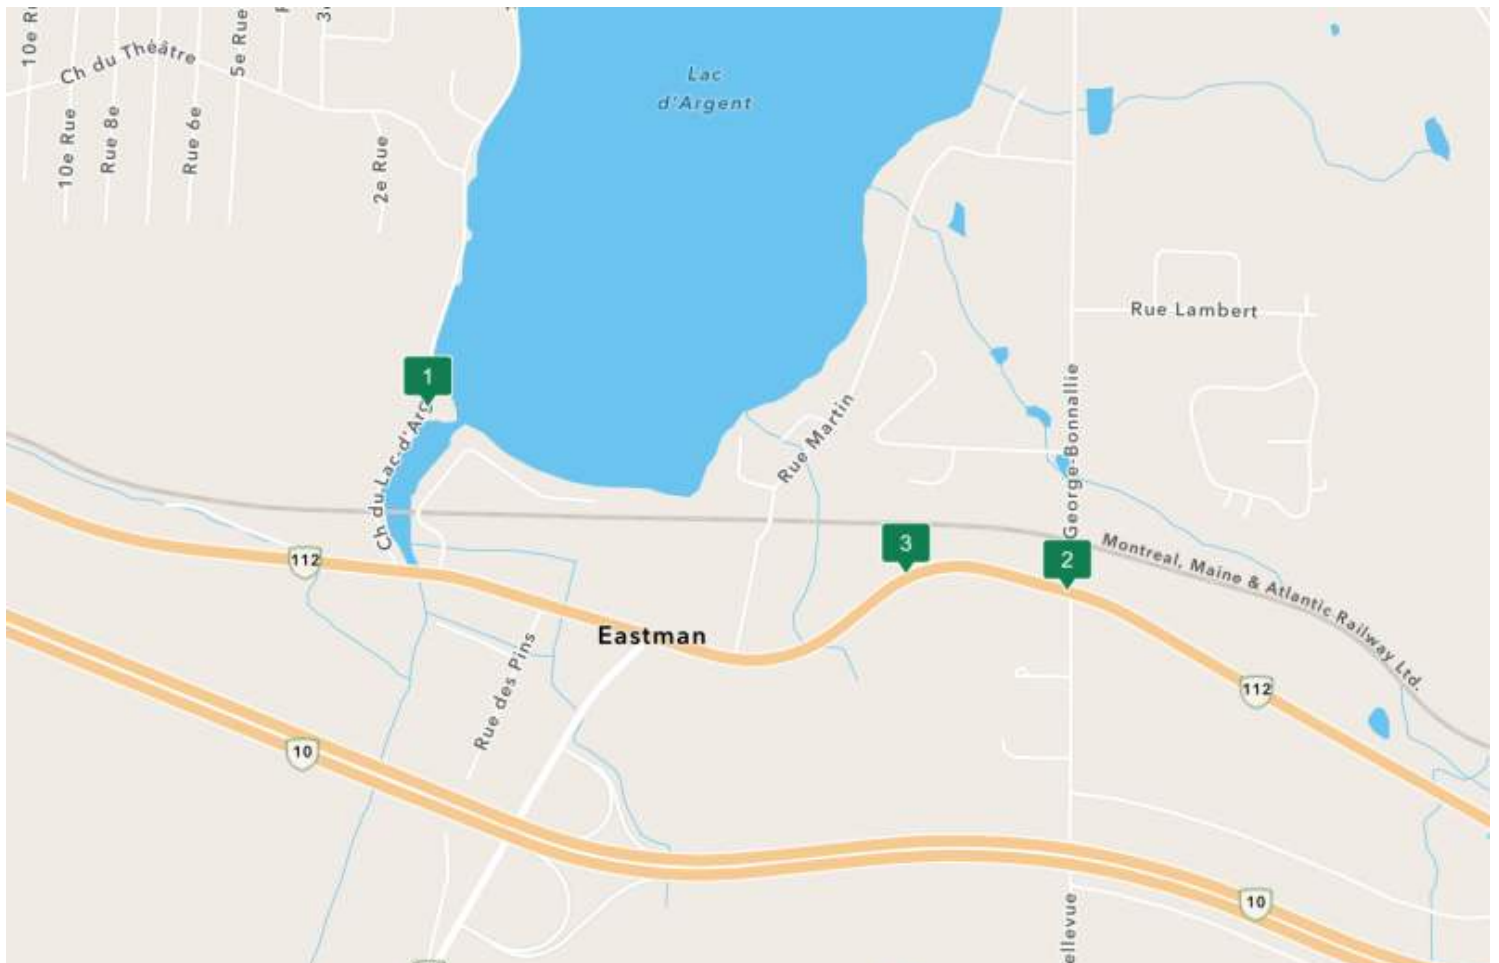 10e Ru
Ch du Théâtre
5e Rue
Lac
d'Argent
10e Rue
Rue 8e
Rue 6e
2e Rue
Rue Lambert
1
Ch du Lac-d'Arg
Rue Martin
George-Bonnallie
3
2
Montreal, Maine & Atlantic Railway Ltd.
112
Eastman
Rue des Pins
112
10
10
ellevue